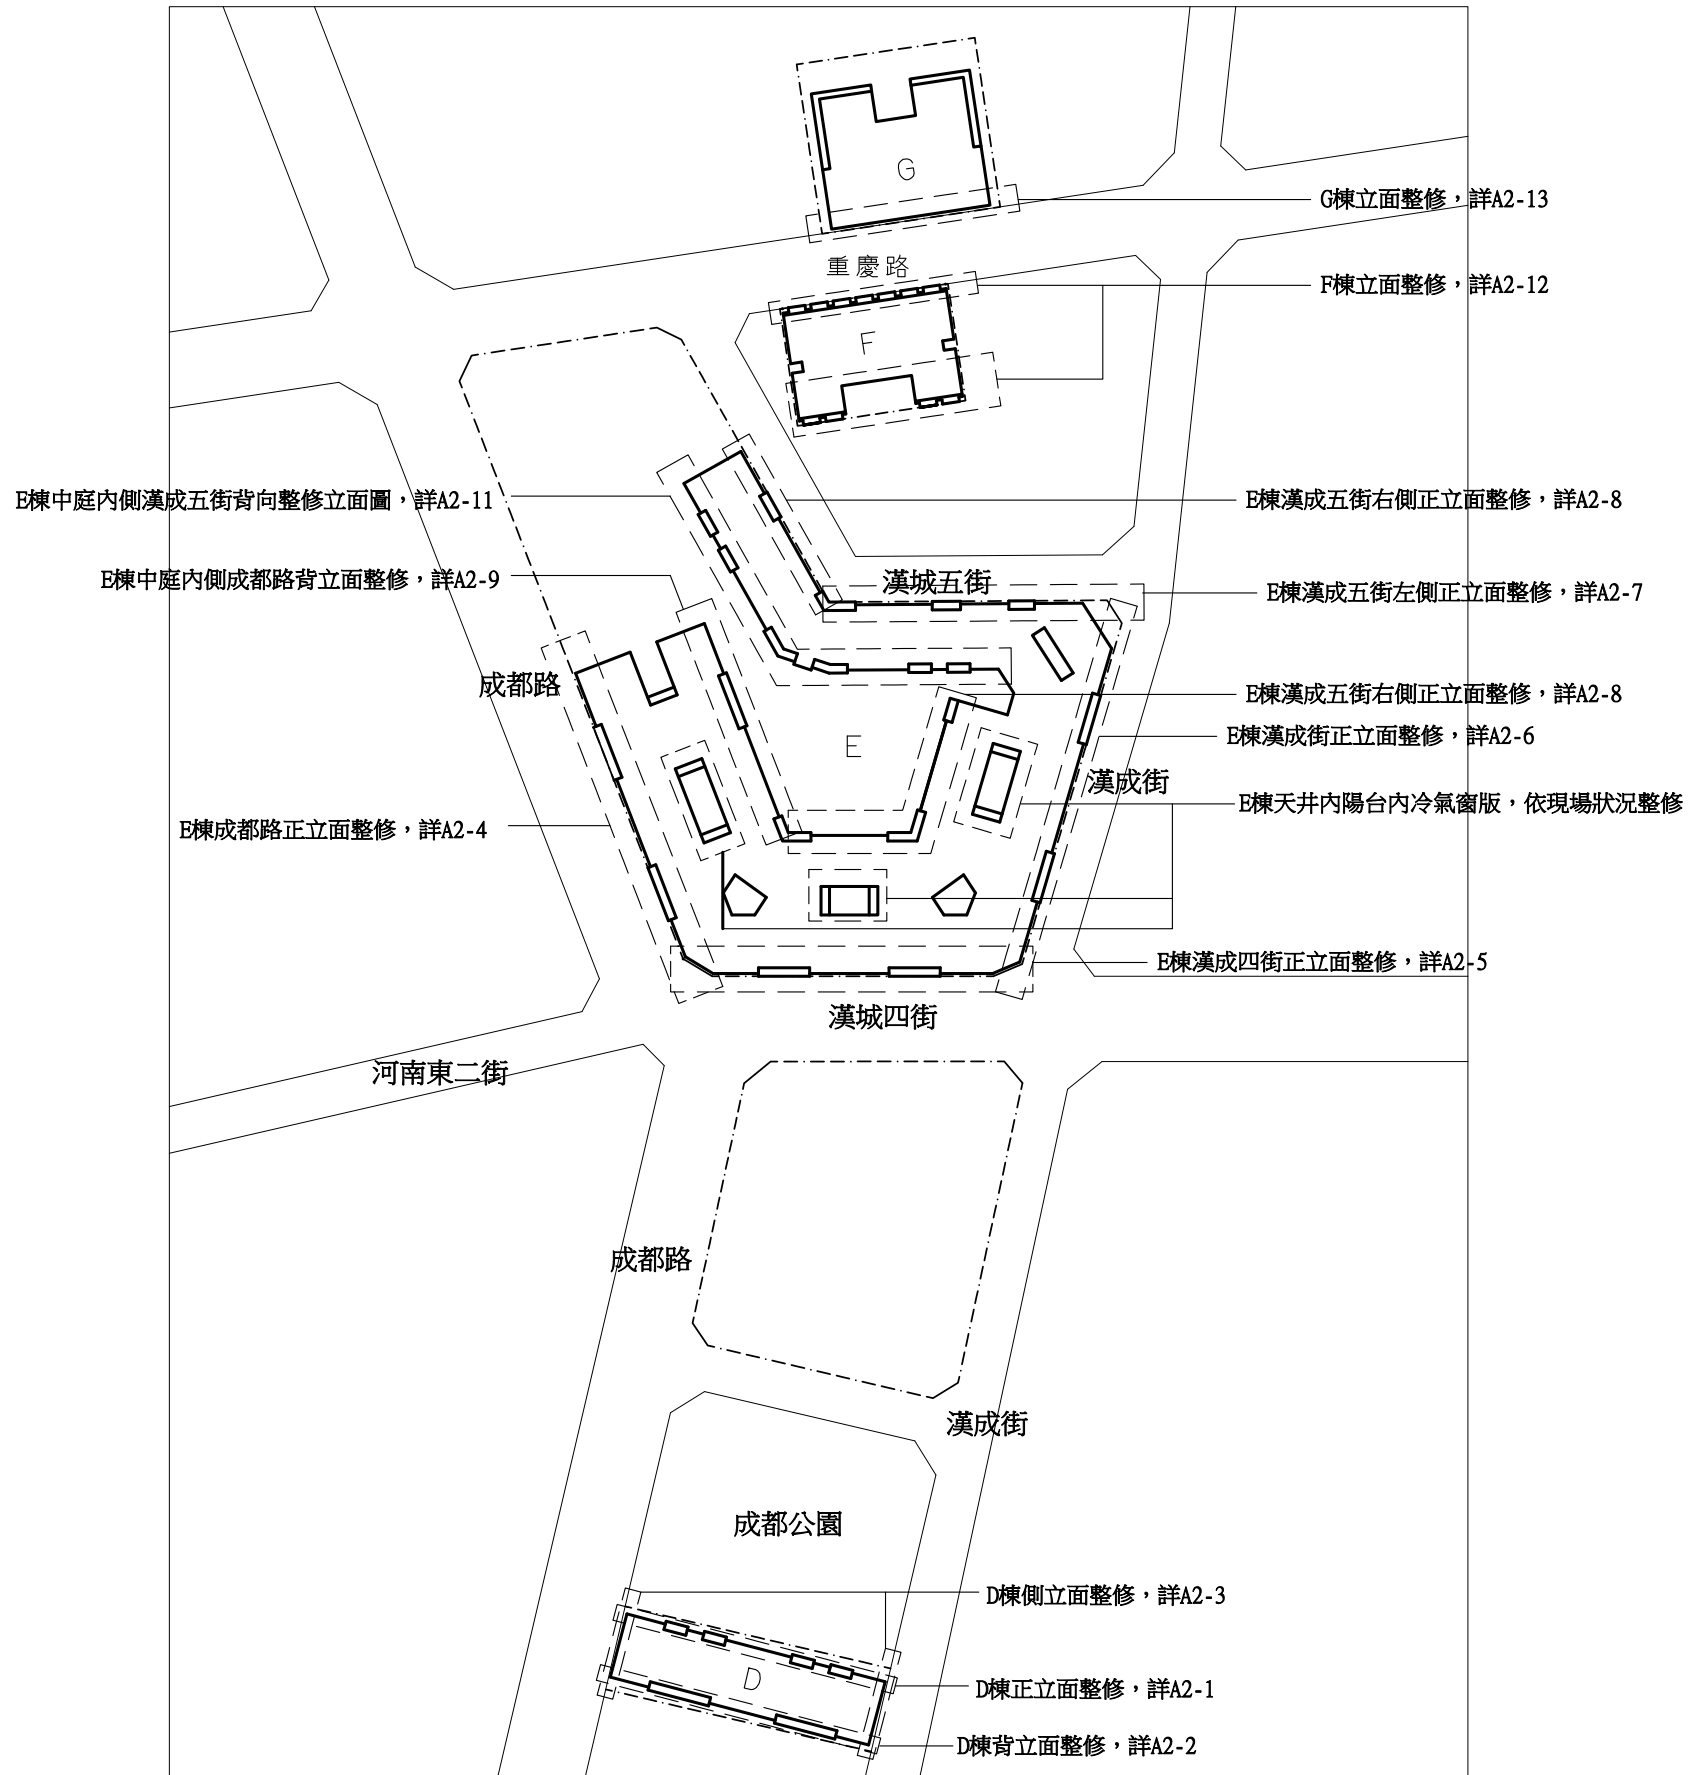 G
G棟立面整修，詳A2-13
重慶路
F棟立面整修，詳A2-12
F
E棟中庭內側漢成五街背向整修立面圖，詳A2-11
E棟漢成五街右側正立面整修，詳A2-8
E棟中庭內側成都路背立面整修，詳A2-9
漢城五街
E棟漢成五街左側正立面整修，詳A2-7
成都路
E棟漢成五街右側正立面整修，詳A2-8
E
E棟漢成街正立面整修，詳A2-6
漢成街
E棟天井內陽台內冷氣窗版，依現場狀況整修
E棟成都路正立面整修，詳A2-4
E棟漢成四街正立面整修，詳A2-5
漢城四街
河南東二街
成都路
漢成街
成都公園
D棟側立面整修，詳A2-3
D
D棟正立面整修，詳A2-1
D棟背立面整修，詳A2-2